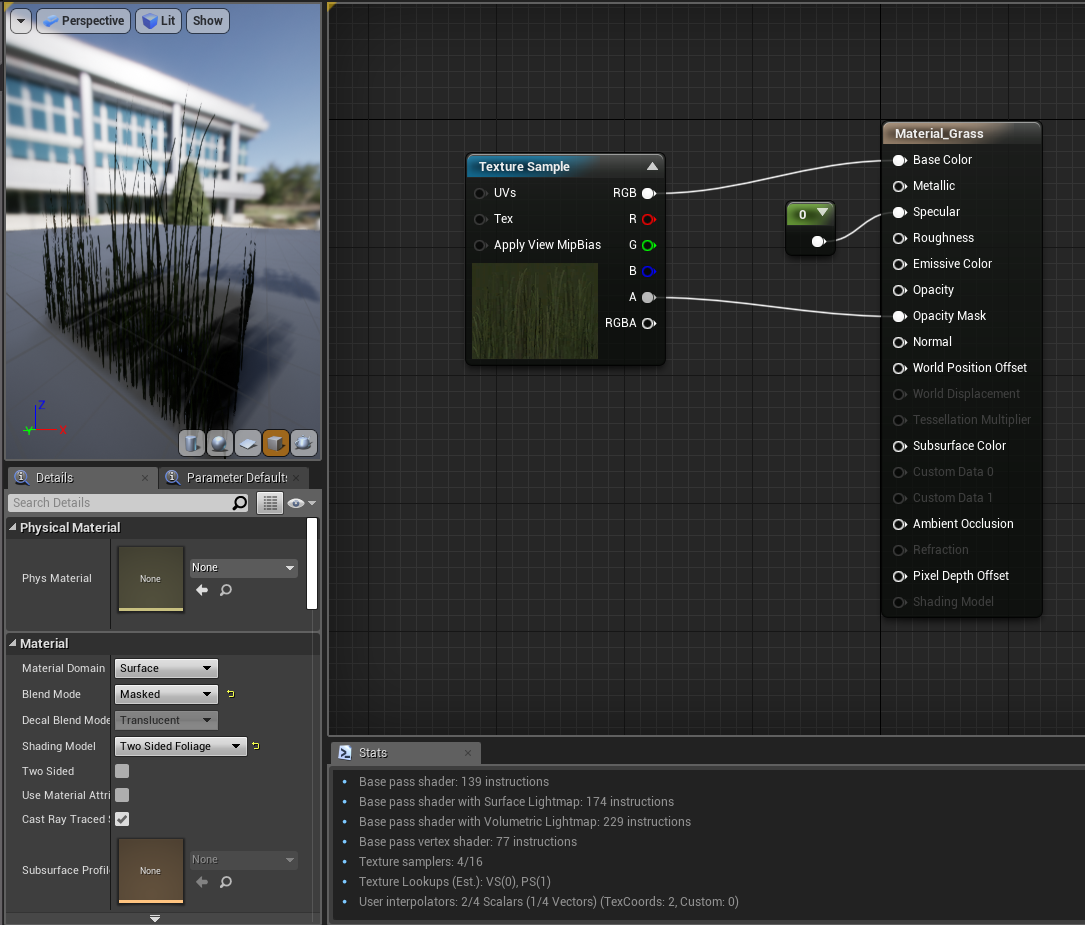 Perspective
Lit
Show
Z
Y
X
Details
Parameter Defaults
Search Details
Physical Material
Phys Material
None
None
Material
Material Domain
Surface
Blend Mode
Masked
Decal Blend Mode
Translucent
Shading Model
Two Sided Foliage
Two Sided
Use Material Attri
Cast Ray Traced S
Subsurface Profil
None
None
Texture Sample
UVs
RGB
Tex
R
Apply View MipBias
G
B
A
RGBA
0
Material_Grass
Base Color
Metallic
Specular
Roughness
Emissive Color
Opacity
Opacity Mask
Normal
World Position Offset
World Displacement
Tessellation Multiplier
Subsurface Color
Custom Data 0
Custom Data 1
Ambient Occlusion
Refraction
Pixel Depth Offset
Shading Model
Stats
Base pass shader: 139 instructions
Base pass shader with Surface Lightmap: 174 instructions
Base pass shader with Volumetric Lightmap: 229 instructions
Base pass vertex shader: 77 instructions
Texture samplers: 4/16
Texture Lookups (Est.): VS(0), PS(1)
User interpolators: 2/4 Scalars (1/4 Vectors) (TexCoords: 2, Custom: 0)